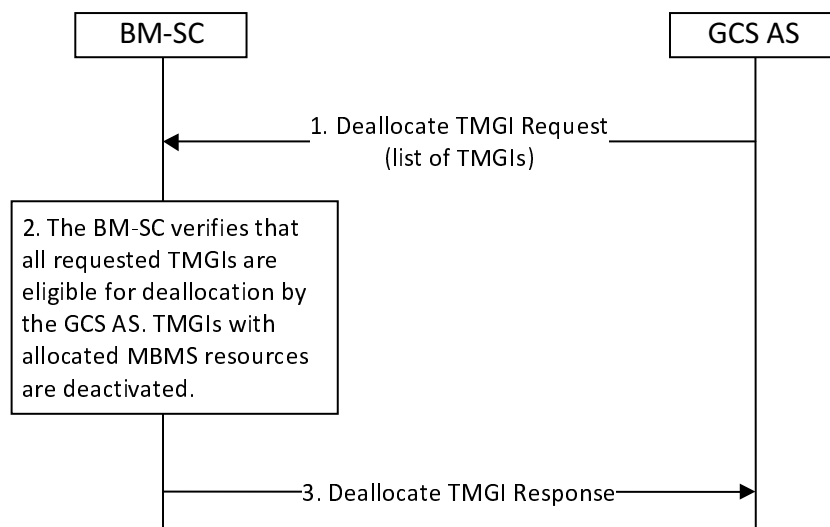 BM-SC
GCS AS
1. Deallocate TMGI Request
(list of TMGIs)
2. The BM-SC verifies that
all requested TMGIs are
eligible for deallocation by
the GCS AS. TMGIs with
allocated MBMS resources
are deactivated.
3. Deallocate TMGI Response